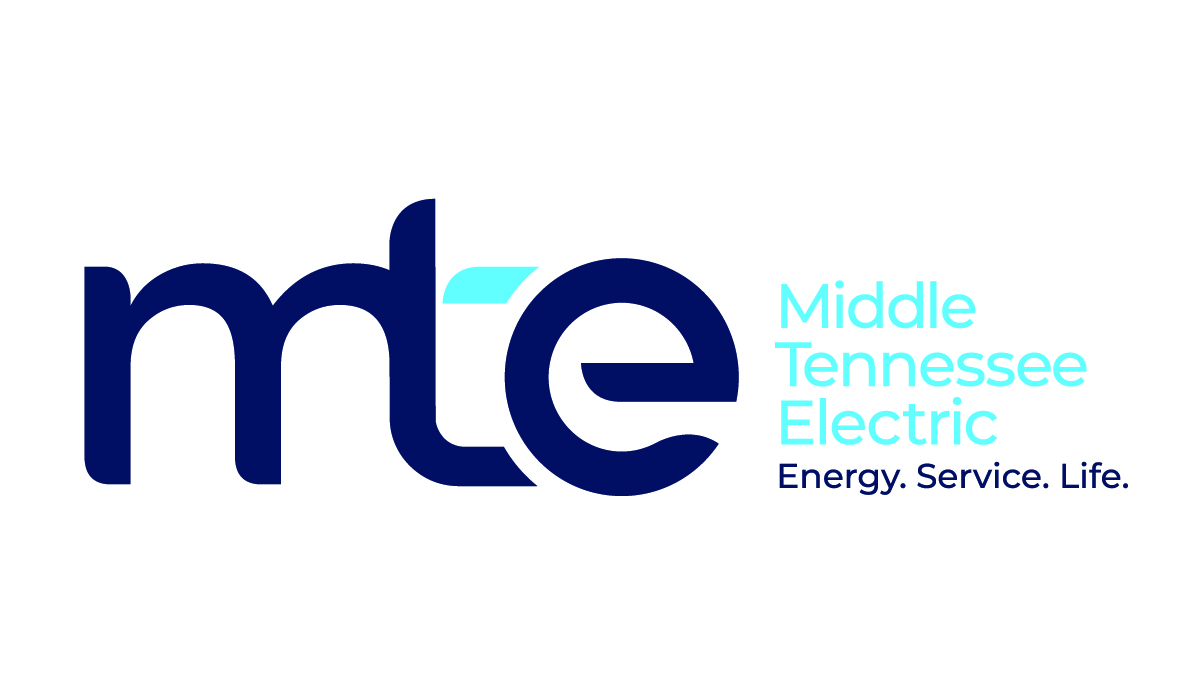 mte
Middle
Tennessee
Electric
Energy. Service. Life.